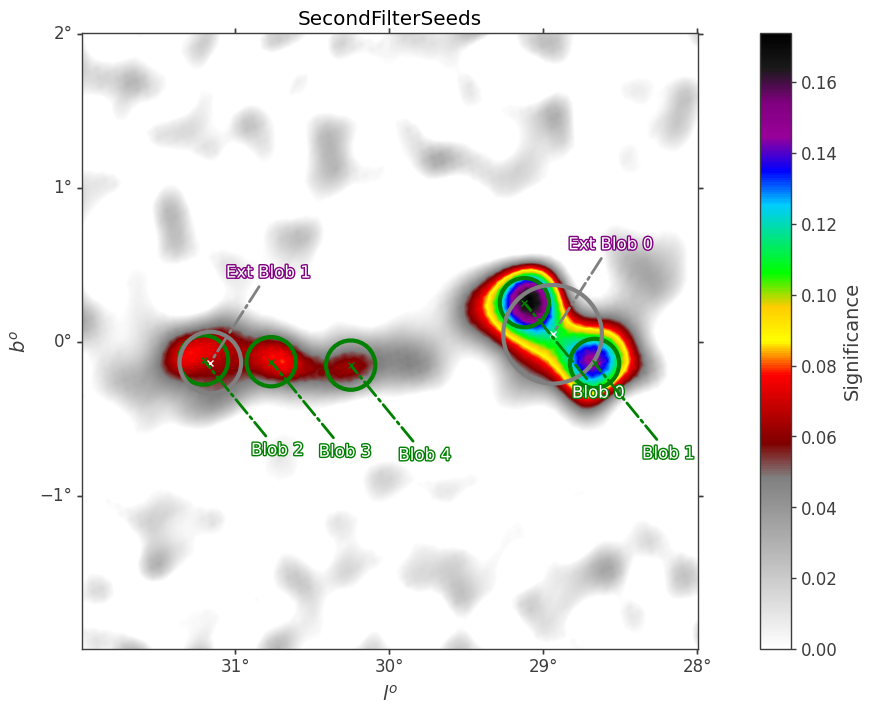 SecondFilterSeeds
2°
1°
0°
−1°
b°
31°
30°
29°
28°
l°
Ext Blob 0
Ext Blob 1
Blob 0
Blob 1
Blob 2
Blob 3
Blob 4
0.16
0.14
0.12
0.10
0.08
0.06
0.04
0.02
0.00
Significance